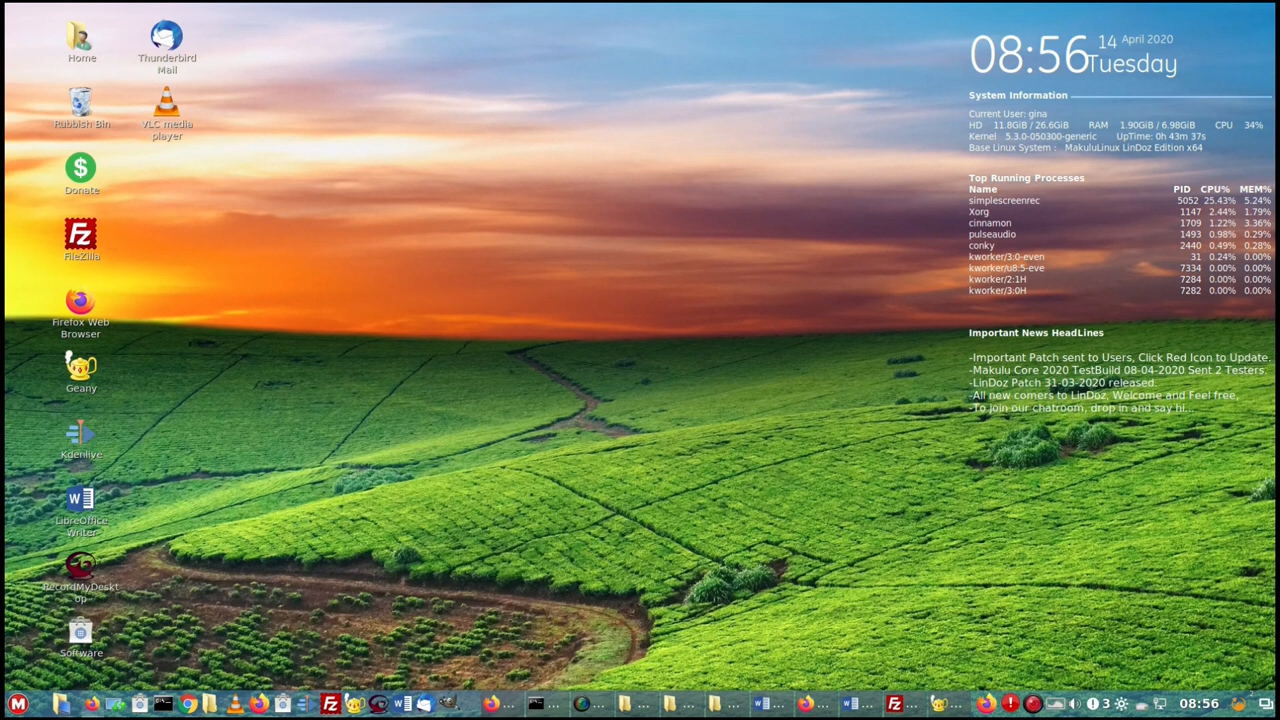 Home
Thunderbird
Mail
Rubbish Bin
VLC media
player
$
Donate
Fz
FileZilla
Firefox Web
Browser
Geany
Kdenlive
W
LibreOffice
Writer
RecordMyDeskt
op
Software
08:56 14 April 2020
Tuesday
System Information
Current User: gina
HD 11.8GiB / 26.6GiB RAM 1.90GiB / 6.98GiB CPU 34%
Kernel 5.3.0-050300-generic UpTime: 0h 43m 37s
Base Linux System : MakuluLinux LinDoz Edition x64
Top Running Processes
Name PID CPU% MEM%
simplescreenrec 5052 25.43% 5.24%
Xorg 1147 2.44% 1.79%
cinnamon 1709 1.22% 3.36%
pulseaudio 1493 0.98% 0.29%
conky 2440 0.49% 0.28%
kworker/3:0-even 31 0.24% 0.00%
kworker/u8:5-eve 7334 0.00% 0.00%
kworker/2:1H 7284 0.00% 0.00%
kworker/3:0H 7282 0.00% 0.00%
Important News HeadLines
-Important Patch sent to Users, Click Red Icon to Update.
-Makulu Core 2020 TestBuild 08-04-2020 Sent 2 Testers.
-LinDoz Patch 31-03-2020 released.
-All new comers to LinDoz, Welcome and Feel free,
-To join our chatroom, drop in and say hi...
M Fz W ... ... ... ... ... ... W ... ... W ... Fz ... ... ! ! 3 08:56 2